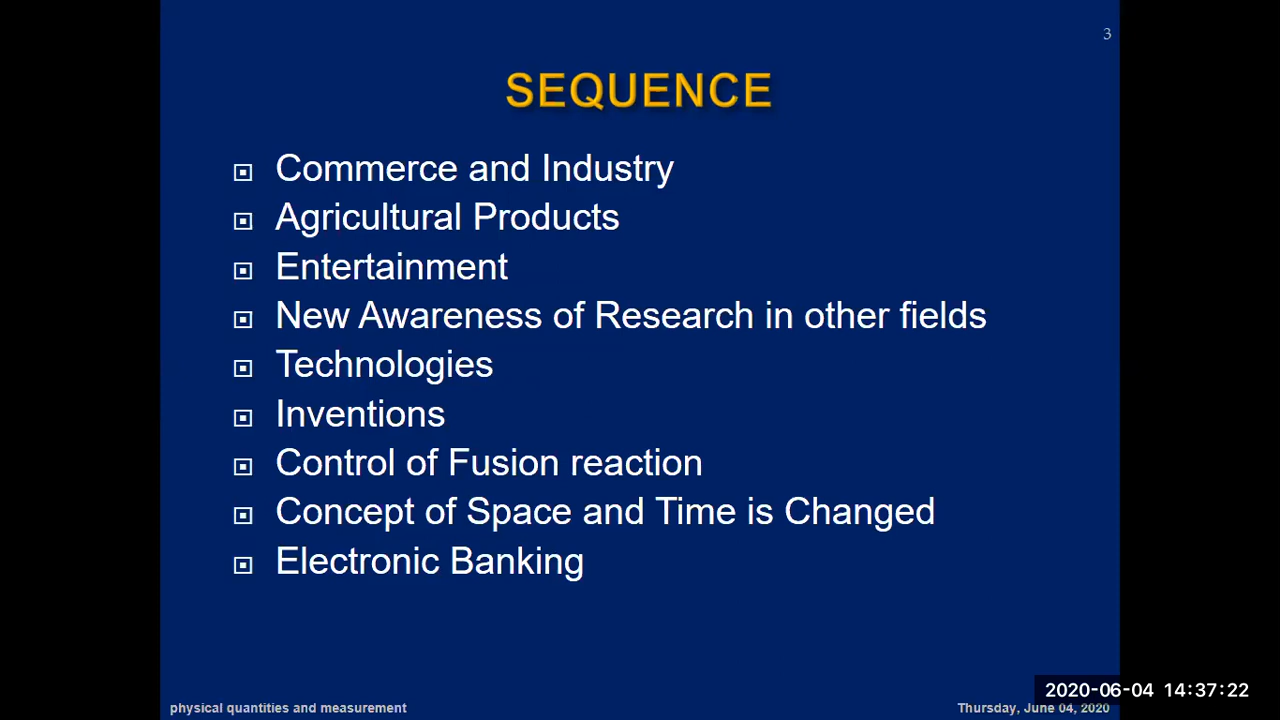 3
SEQUENCE
Commerce and Industry
Agricultural Products
Entertainment
New Awareness of Research in other fields
Technologies
Inventions
Control of Fusion reaction
Concept of Space and Time is Changed
Electronic Banking
2020-06-04 14:37:22
physical quantities and measurement
Thursday, June 04, 2020